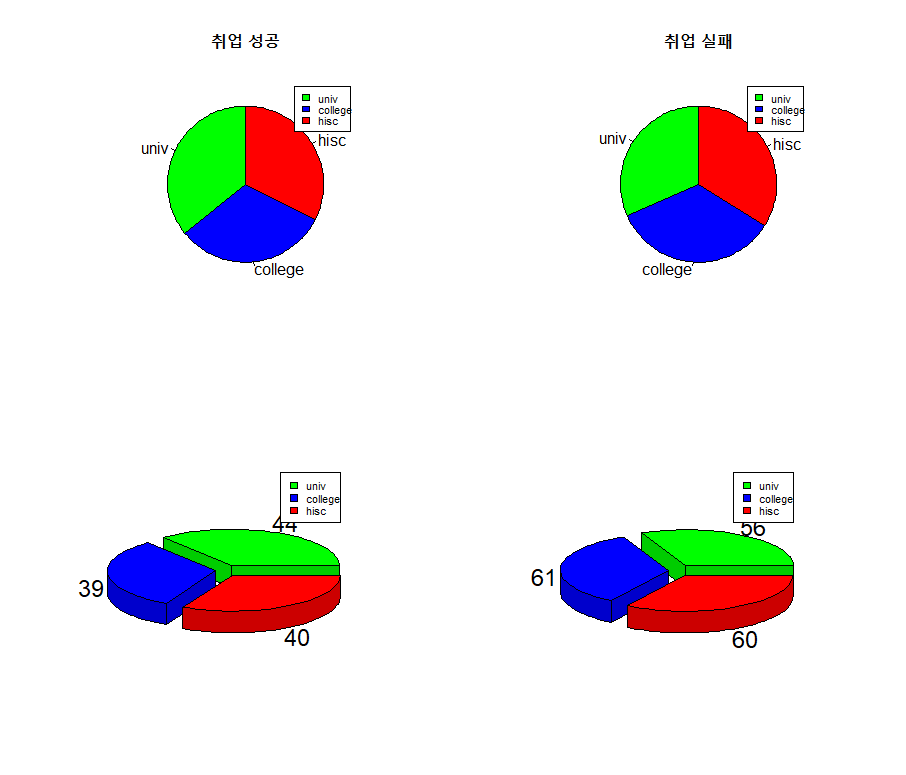 취업 성공
취업 실패
univ
college
hisc
univ
hisc
college
univ
college
hisc
univ
hisc
college
univ
college
hisc
44
39
40
univ
college
hisc
56
61
60